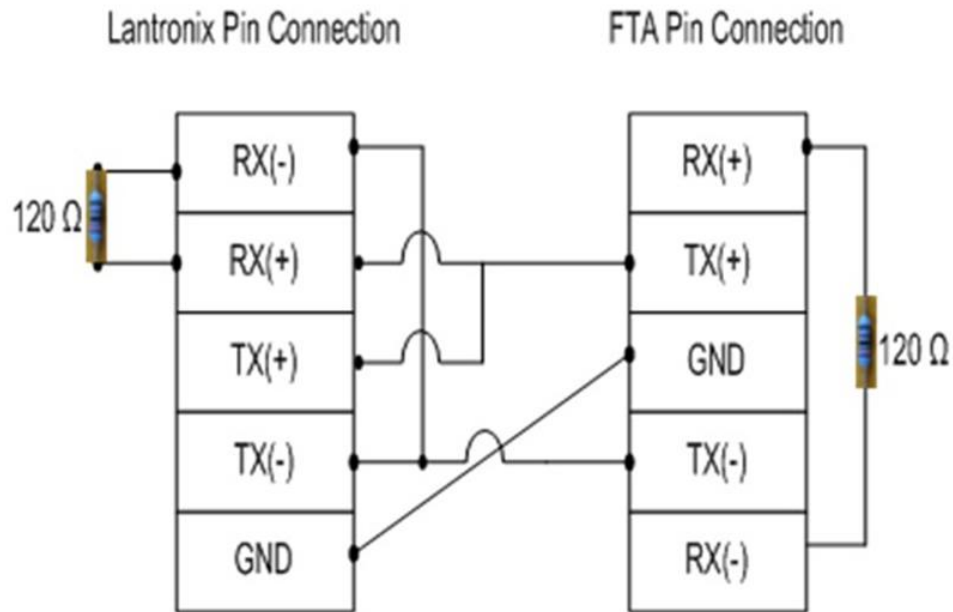 Lantronix Pin Connection
FTA Pin Connection
120 Ω
RX(-)
RX(+)
TX(+)
TX(-)
GND
RX(+)
TX(+)
GND
TX(-)
RX(-)
120 Ω